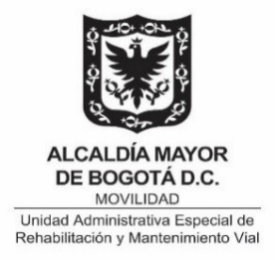 ALCALDÍA MAYOR
DE BOGOTÁ D.C.
MOVILIDAD
Unidad Administrativa Especial de
Rehabilitación y Mantenimiento Vial